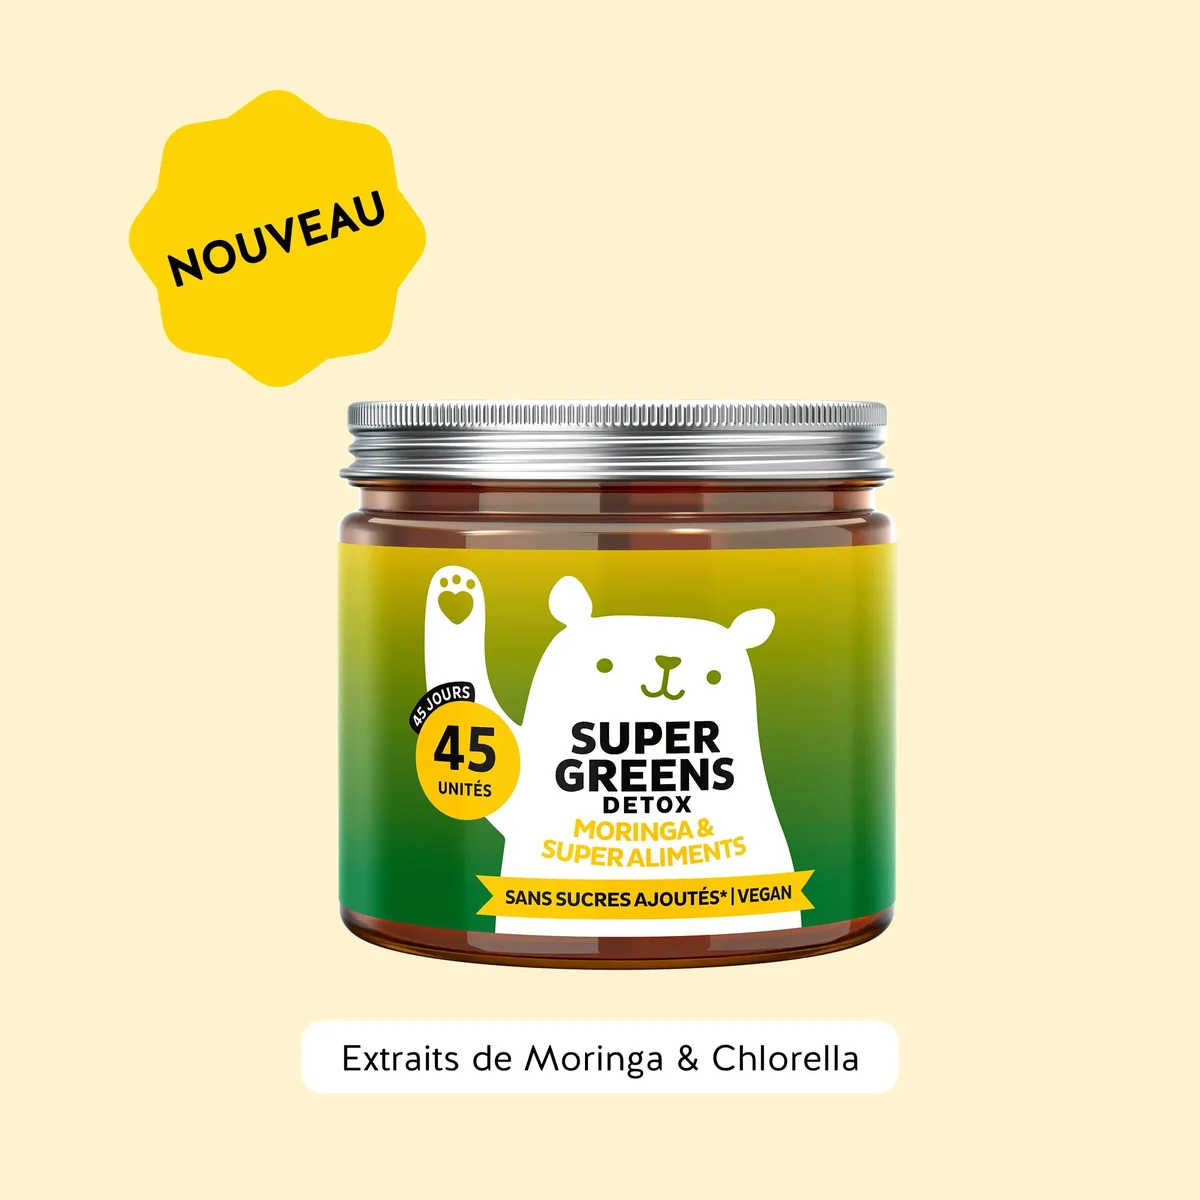 NOUVEAU
45 JOURS
45
UNITÉS
SUPER
GREENS
DETOX
MORINGA &
SUPER ALIMENTS
SANS SUCRES AJOUTÉS* | VEGAN
Extraits de Moringa & Chlorella